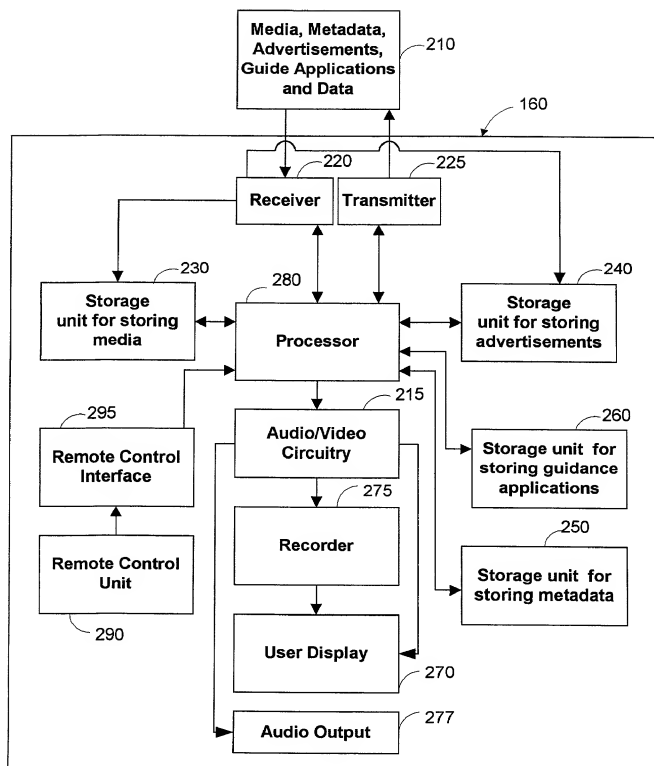 Media, Metadata,
Advertisements,
Guide Applications
and Data
210
160
220
225
Receiver
Transmitter
230
Storage
unit for storing
media
280
Processor
240
Storage
unit for storing
advertisements
295
Remote Control
Interface
215
Audio/Video
Circuitry
260
Storage unit for
storing guidance
applications
275
Recorder
250
Storage unit for
storing metadata
Remote Control
Unit
290
User Display
270
Audio Output
277